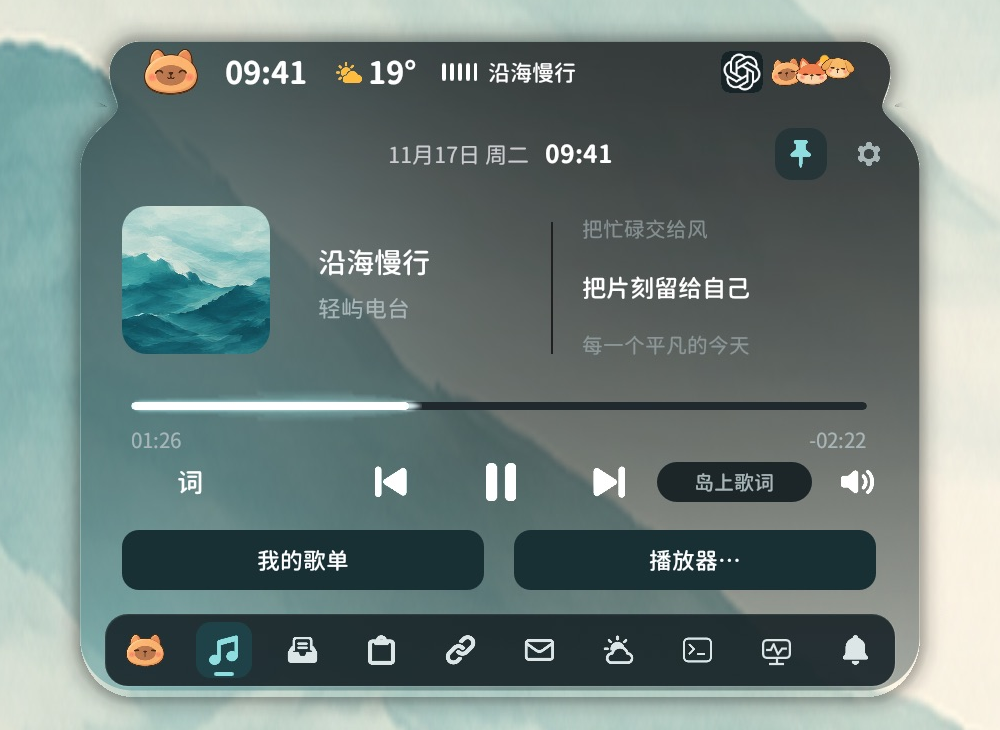 09:41 19° 沿海慢行
11月17日 周二 09:41
沿海慢行
轻屿电台
把忙碌交给风
把片刻留给自己
每一个平凡的今天
01:26 -02:22
词 岛上歌词
我的歌单 播放器…